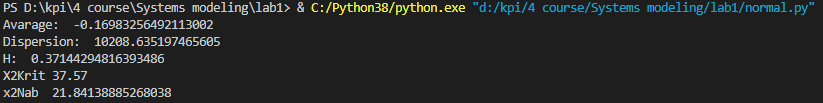 PS D:\kpi\4 course\Systems modeling\lab1> & C:/Python38/python.exe "d:/kpi/4 course/Systems modeling/lab1/normal.py"
Avarage:  -0.16983256492113002
Dispersion:  10208.635197465605
H:  0.37144294816393486
X2Krit 37.57
x2Nab  21.84138885268038